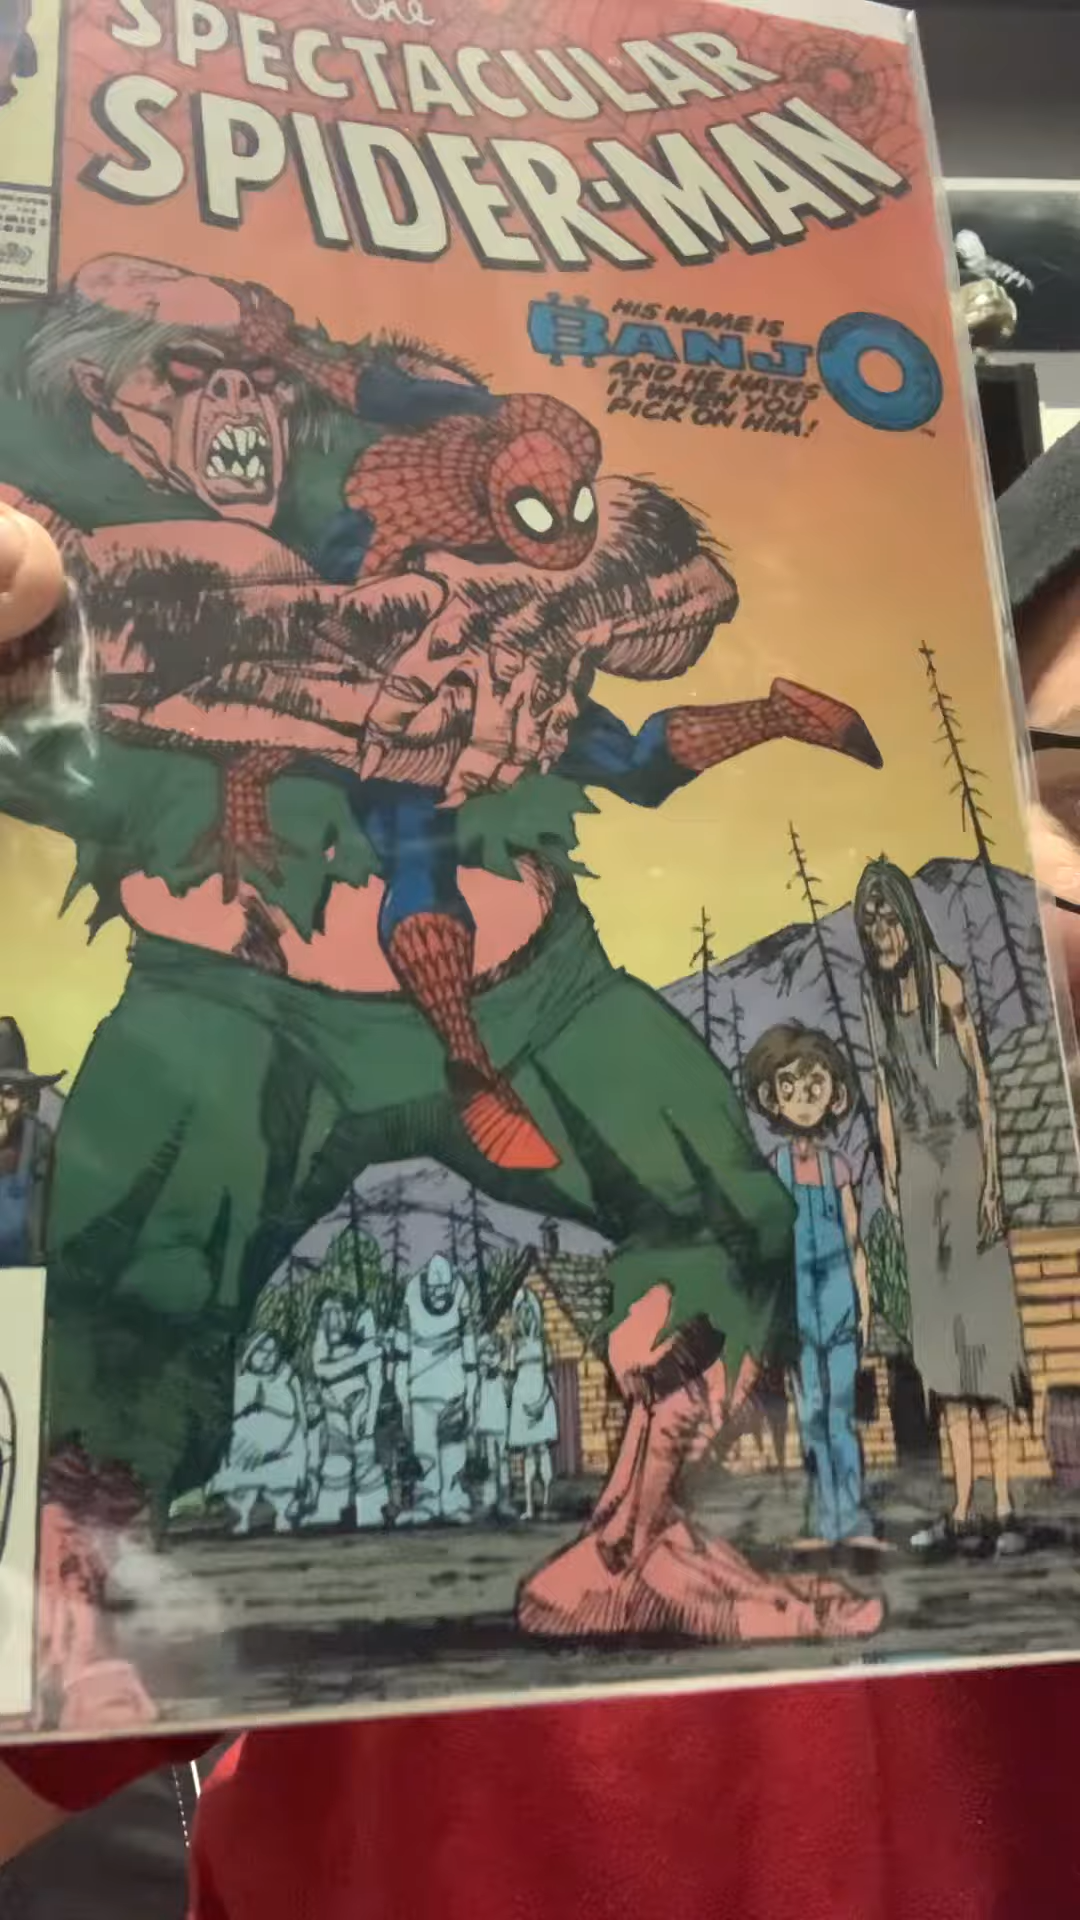 the
SPECTACULAR
SPIDER-MAN
HIS NAME IS
BANJO
AND HE HATES
IT WHEN YOU
PICK ON HIM!